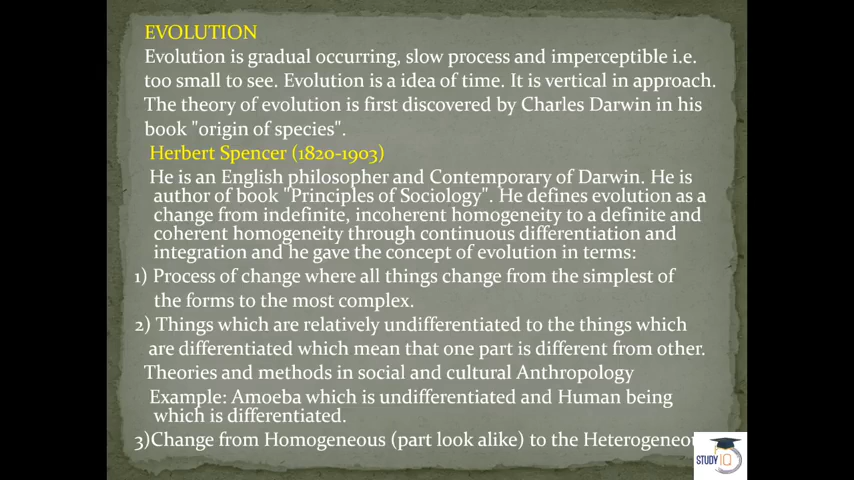 EVOLUTION
Evolution is gradual occurring, slow process and imperceptible i.e.
too small to see. Evolution is a idea of time. It is vertical in approach.
The theory of evolution is first discovered by Charles Darwin in his
book "origin of species".
Herbert Spencer (1820-1903)
He is an English philosopher and Contemporary of Darwin. He is
author of book "Principles of Sociology". He defines evolution as a
change from indefinite, incoherent homogeneity to a definite and
coherent homogeneity through continuous differentiation and
integration and he gave the concept of evolution in terms:
1) Process of change where all things change from the simplest of
the forms to the most complex.
2) Things which are relatively undifferentiated to the things which
are differentiated which mean that one part is different from other.
Theories and methods in social and cultural Anthropology
Example: Amoeba which is undifferentiated and Human being
which is differentiated.
3)Change from Homogeneous (part look alike) to the
STUDY IQ